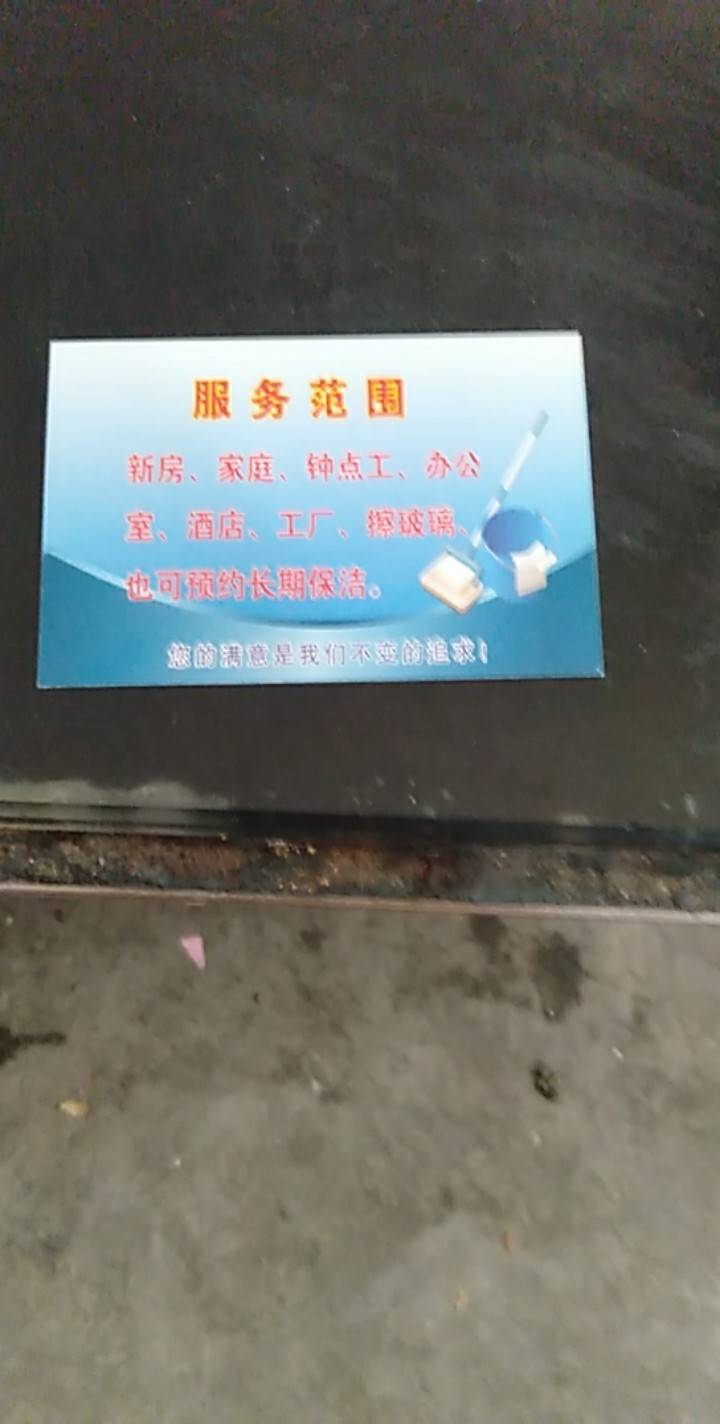 服务范围
新房、家庭、钟点工、办公
室、酒店、工厂、擦玻璃、
也可预约长期保洁。
您的满意是我们不变的追求！